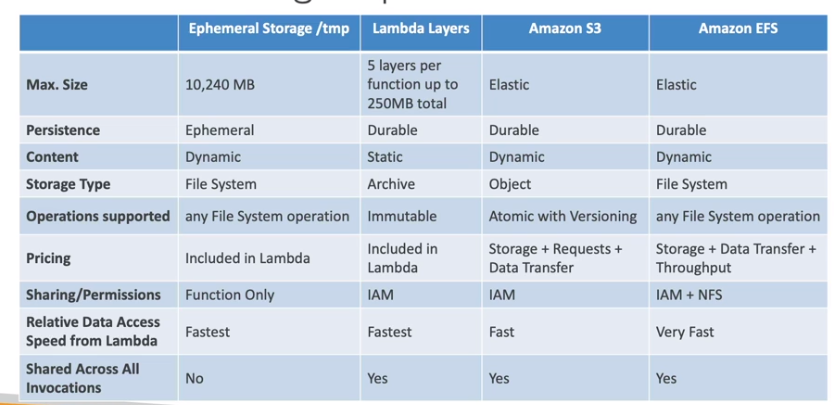 Ephemeral Storage /tmp Lambda Layers Amazon S3 Amazon EFS
Max. Size 10,240 MB 5 layers per function up to 250MB total Elastic Elastic
Persistence Ephemeral Durable Durable Durable
Content Dynamic Static Dynamic Dynamic
Storage Type File System Archive Object File System
Operations supported any File System operation Immutable Atomic with Versioning any File System operation
Pricing Included in Lambda Included in Lambda Storage + Requests + Data Transfer Storage + Data Transfer + Throughput
Sharing/Permissions Function Only IAM IAM IAM + NFS
Relative Data Access Speed from Lambda Fastest Fastest Fast Very Fast
Shared Across All Invocations No Yes Yes Yes